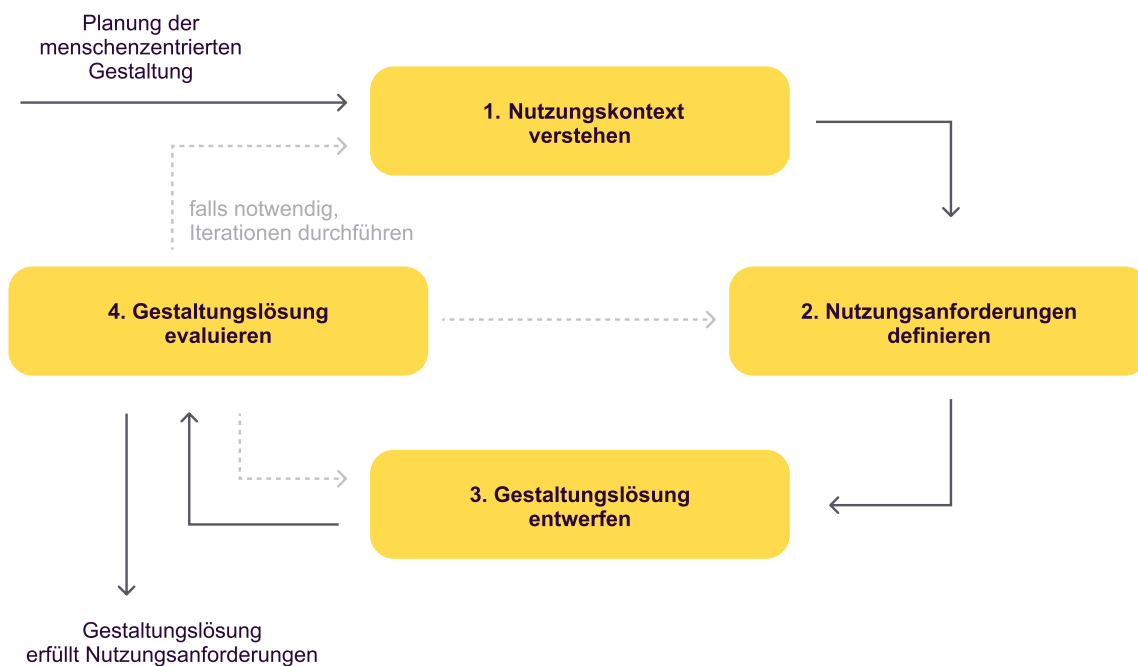 Planung der
menschenzentrierten
Gestaltung
1. Nutzungskontext
verstehen
falls notwendig,
Iterationen durchführen
4. Gestaltungslösung
evaluieren
2. Nutzungsanforderungen
definieren
3. Gestaltungslösung
entwerfen
Gestaltungslösung
erfüllt Nutzungsanforderungen